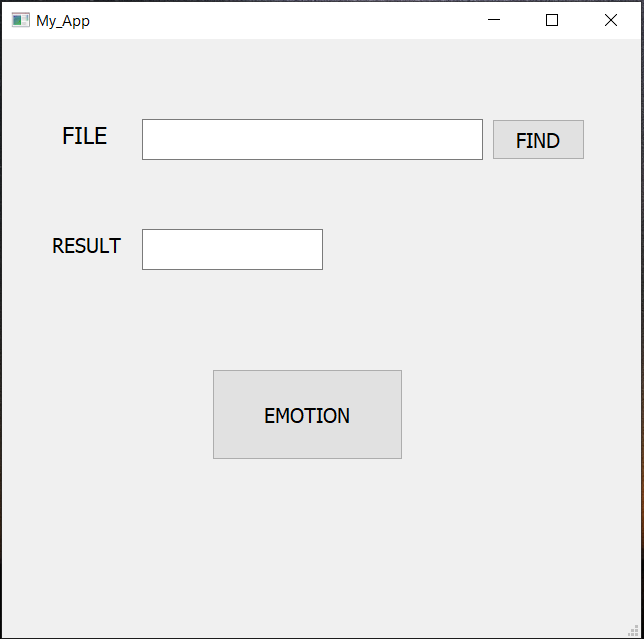 My_App
FILE
FIND
RESULT
EMOTION